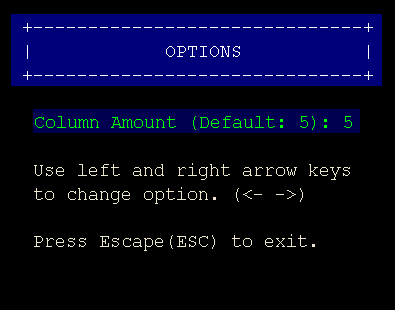 +------------------------------+
|            OPTIONS           |
+------------------------------+
Column Amount (Default: 5): 5
Use left and right arrow keys
to change option. (<- ->)
Press Escape(ESC) to exit.